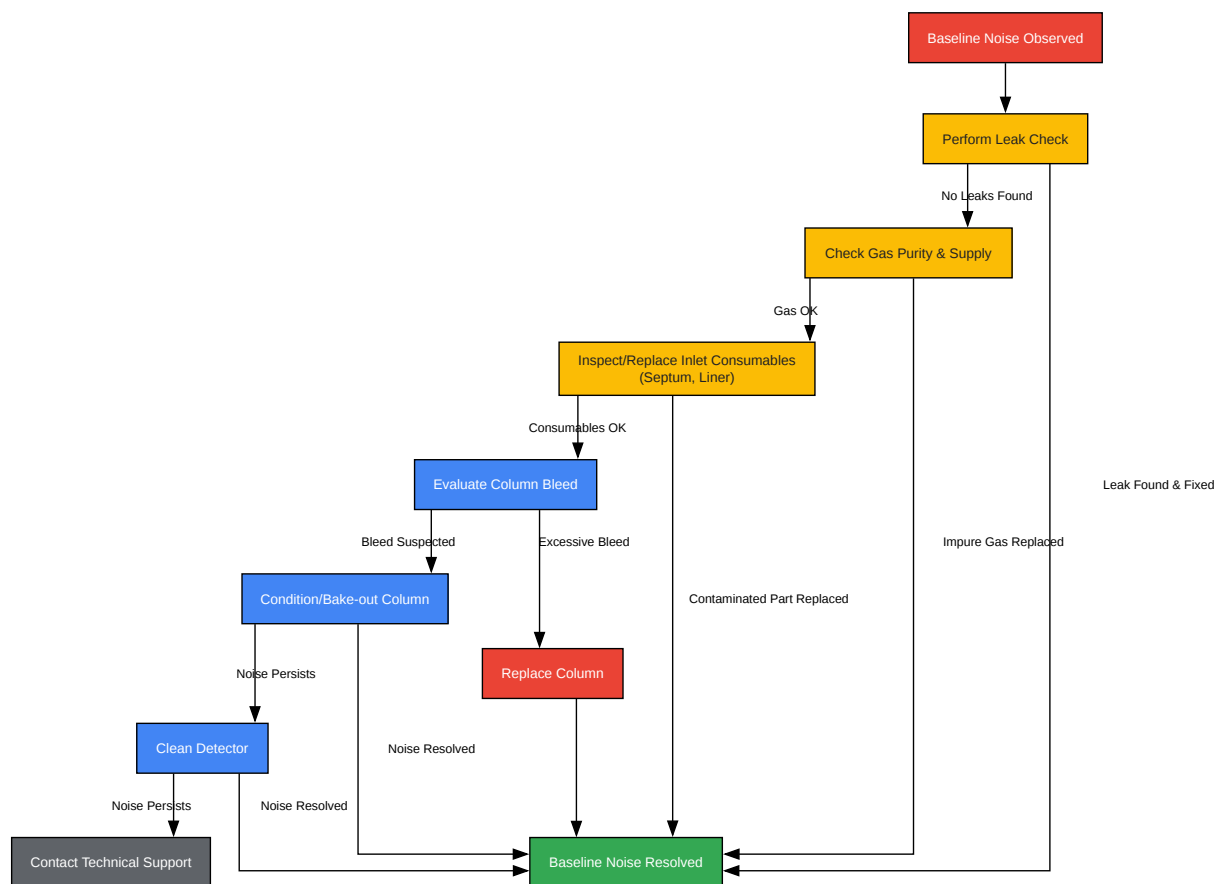 Baseline Noise Observed
Perform Leak Check
No Leaks Found
Check Gas Purity & Supply
Gas OK
Inspect/Replace Inlet Consumables
(Septum, Liner)
Consumables OK
Evaluate Column Bleed
Leak Found & Fixed
Bleed Suspected
Excessive Bleed
Impure Gas Replaced
Condition/Bake-out Column
Contaminated Part Replaced
Noise Persists
Replace Column
Clean Detector
Noise Resolved
Noise Persists
Noise Resolved
Contact Technical Support
Baseline Noise Resolved